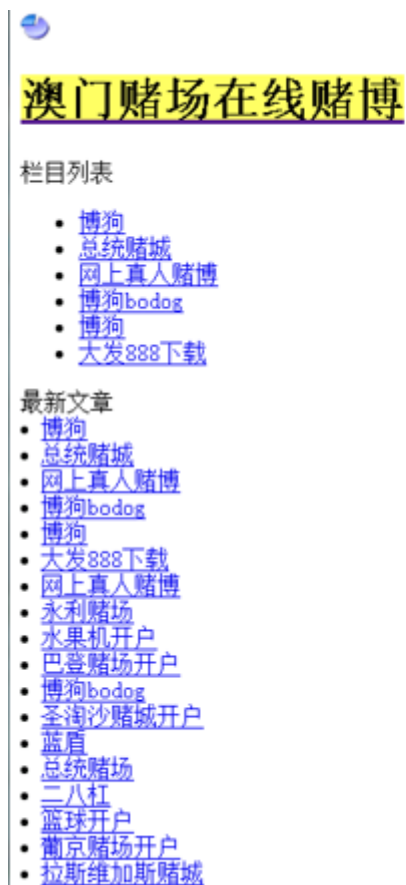 澳门赌场在线赌博
栏目列表
博狗
总统赌城
网上真人赌博
博狗bodog
博狗
大发888下载
最新文章
博狗
总统赌城
网上真人赌博
博狗bodog
博狗
大发888下载
网上真人赌博
永利赌场
水果机开户
巴登赌场开户
博狗bodog
圣淘沙赌城开户
蓝盾
总统赌场
二八杠
篮球开户
葡京赌场开户
拉斯维加斯赌城